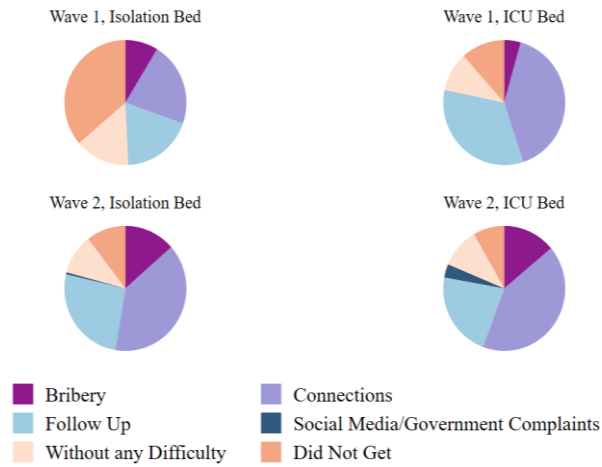 Wave 1, Isolation Bed
Wave 1, ICU Bed
Wave 2, Isolation Bed
Wave 2, ICU Bed
Bribery
Connections
Follow Up
Social Media/Government Complaints
Without any Difficulty
Did Not Get